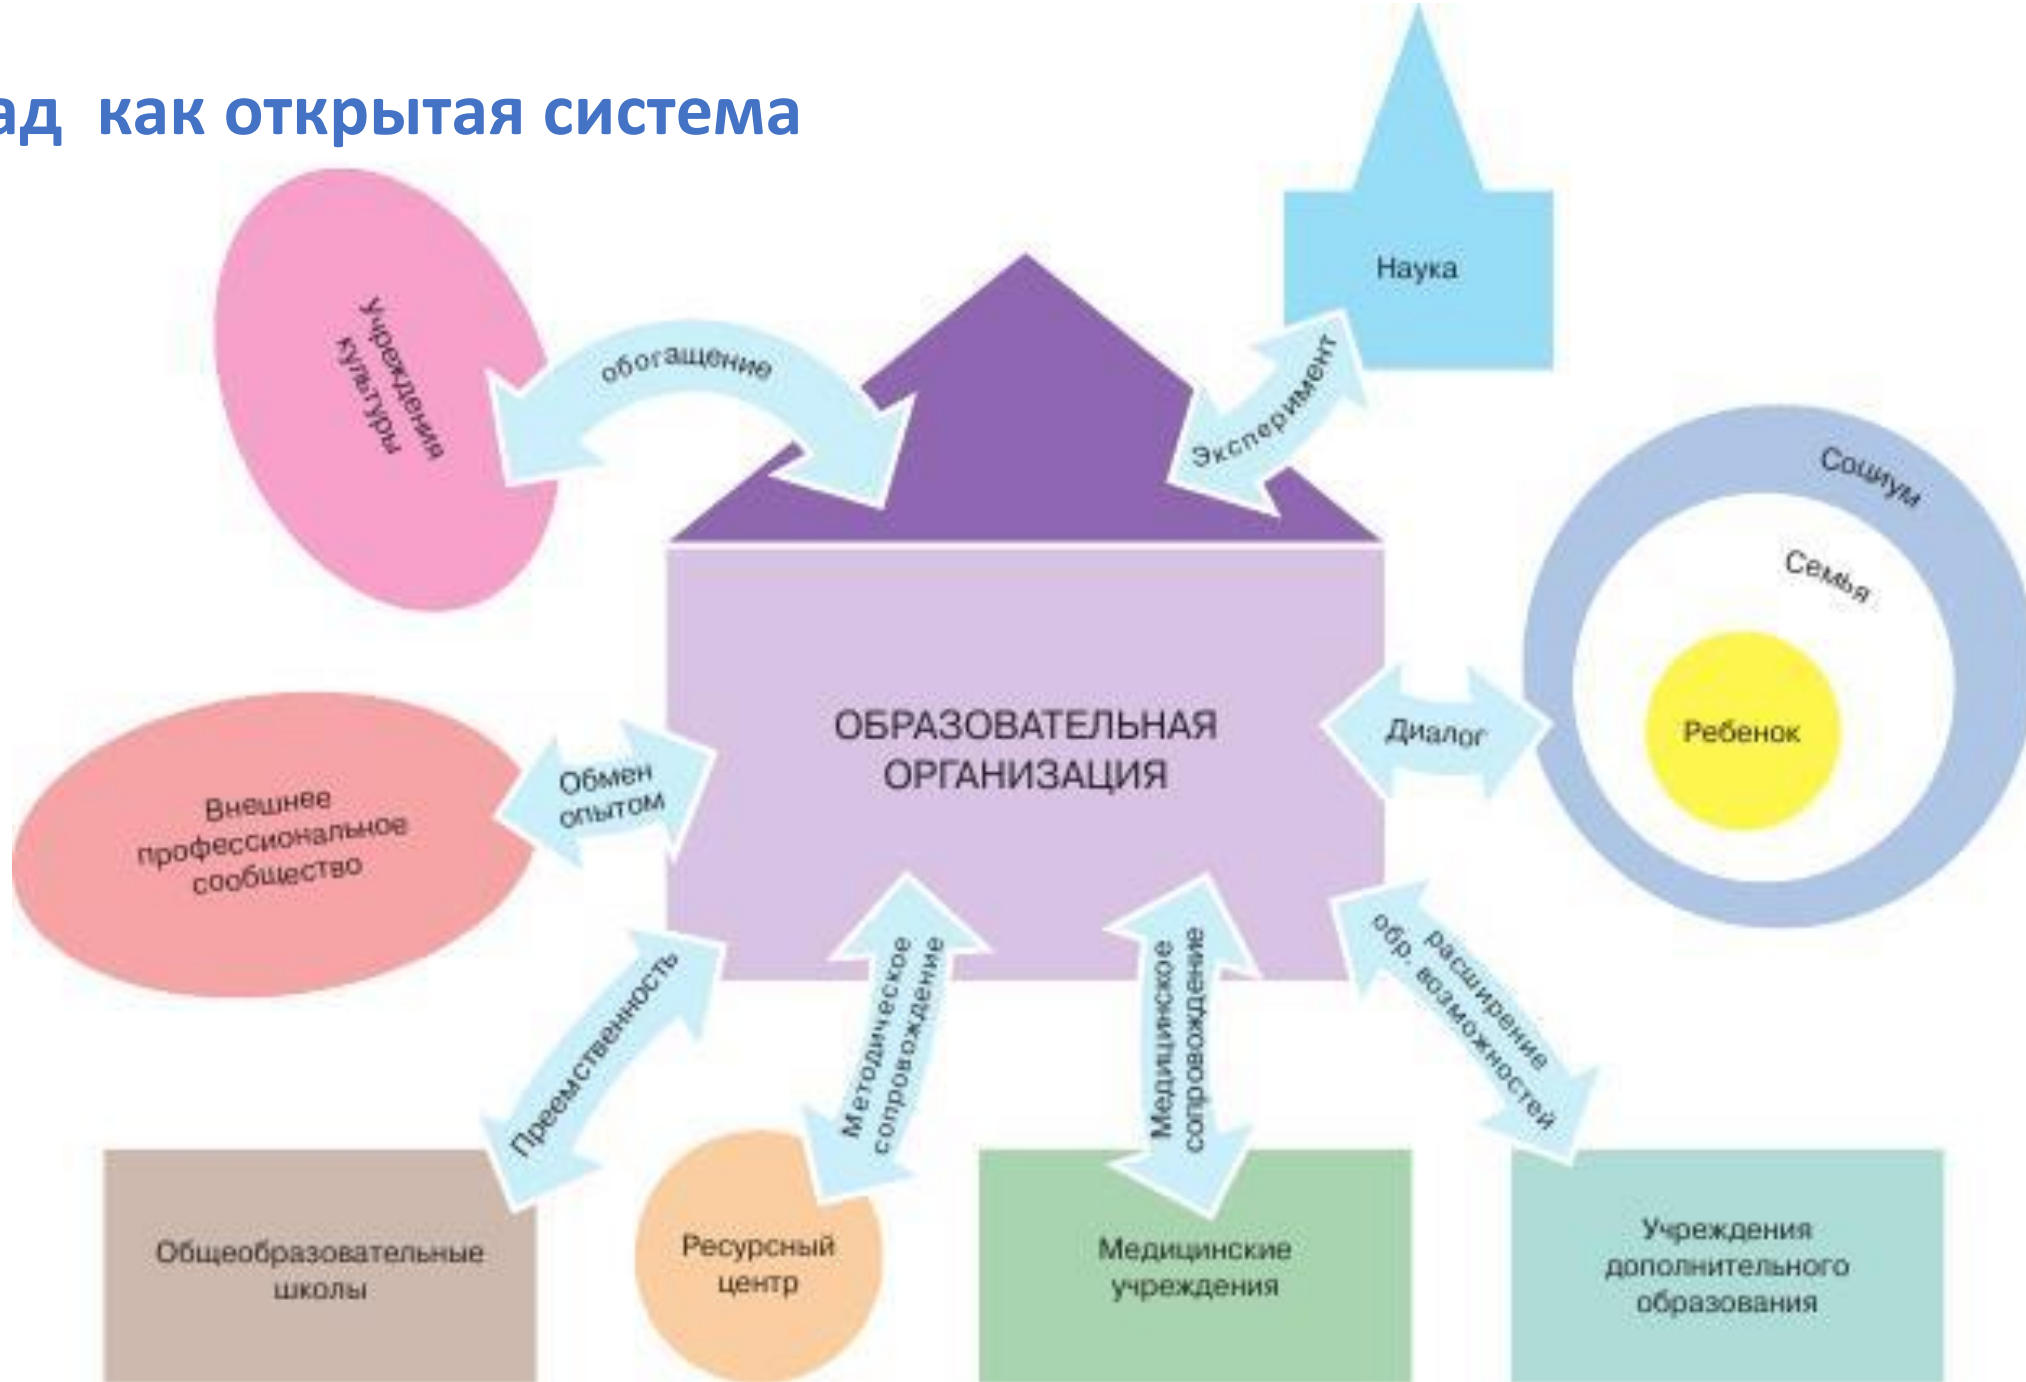 ад как открытая система
Наука
Учреждения
культуры
обогащение
Эксперимент
Социум
Семья
Ребенок
ОБРАЗОВАТЕЛЬНАЯ
ОРГАНИЗАЦИЯ
Диалог
Обмен
опытом
Внешнее
профессиональное
сообщество
Преемственность
Методическое
сопровождение
Медицинское
сопровождение
расширение
обр. возможностей
Общеобразовательные
школы
Ресурсный
центр
Медицинские
учреждения
Учреждения
дополнительного
образования